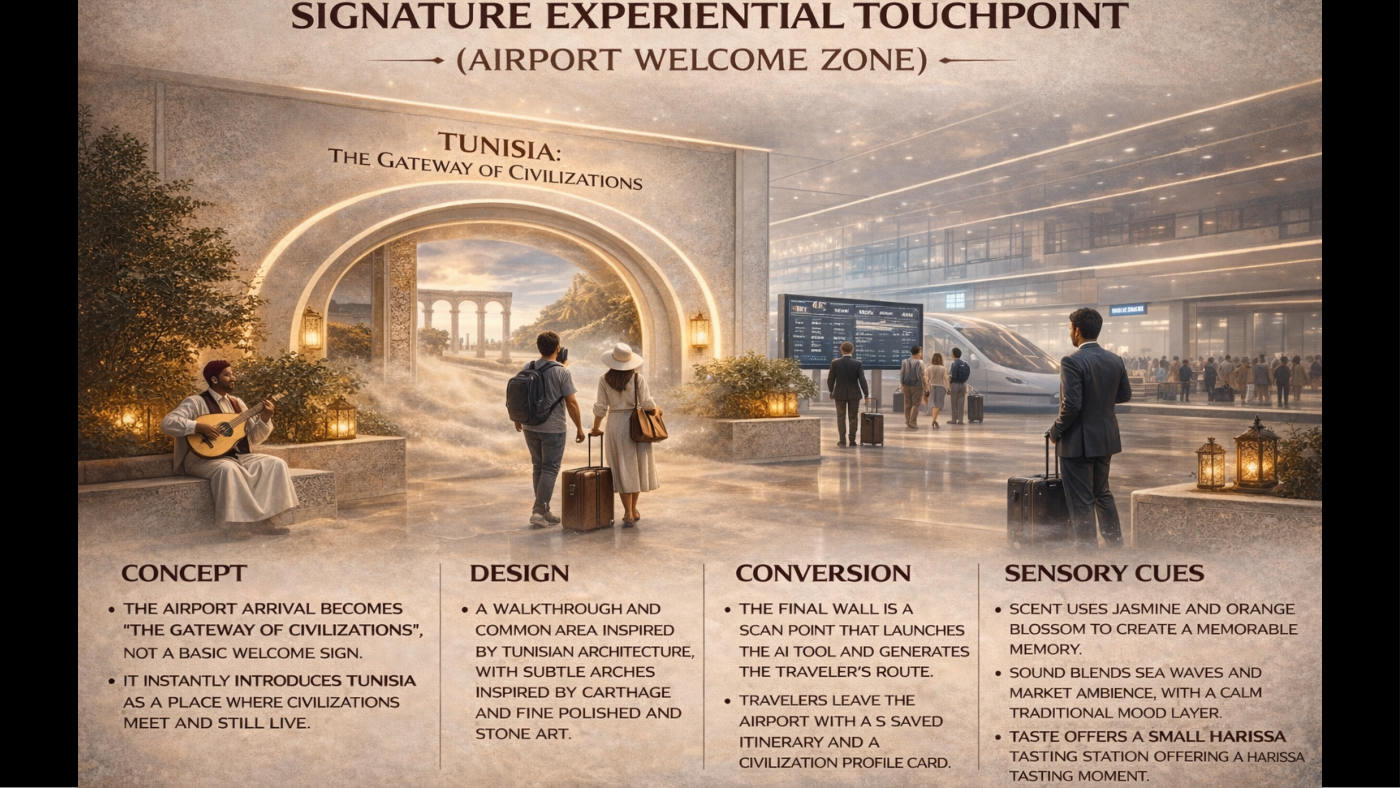 SIGNATURE EXPERIENTIAL TOUCHPOINT
(AIRPORT WELCOME ZONE)
TUNISIA:
THE GATEWAY OF CIVILIZATIONS
CONCEPT
• THE AIRPORT ARRIVAL BECOMES
"THE GATEWAY OF CIVILIZATIONS",
NOT A BASIC WELCOME SIGN.
• IT INSTANTLY INTRODUCES TUNISIA
AS A PLACE WHERE CIVILIZATIONS
MEET AND STILL LIVE.
DESIGN
• A WALKTHROUGH AND
COMMON AREA INSPIRED
BY TUNISIAN ARCHITECTURE,
WITH SUBTLE ARCHES
INSPIRED BY CARTHAGE
AND FINE POLISHED AND
STONE ART.
CONVERSION
• THE FINAL WALL IS A
SCAN POINT THAT LAUNCHES
THE AI TOOL AND GENERATES
THE TRAVELER'S ROUTE.
• TRAVELERS LEAVE THE
AIRPORT WITH A S SAVED
ITINERARY AND A
CIVILIZATION PROFILE CARD.
SENSORY CUES
• SCENT USES JASMINE AND ORANGE
BLOSSOM TO CREATE A MEMORABLE
MEMORY.
• SOUND BLENDS SEA WAVES AND
MARKET AMBIENCE, WITH A CALM
TRADITIONAL MOOD LAYER.
• TASTE OFFERS A SMALL HARISSA
TASTING STATION OFFERING A HARISSA
TASTING MOMENT.